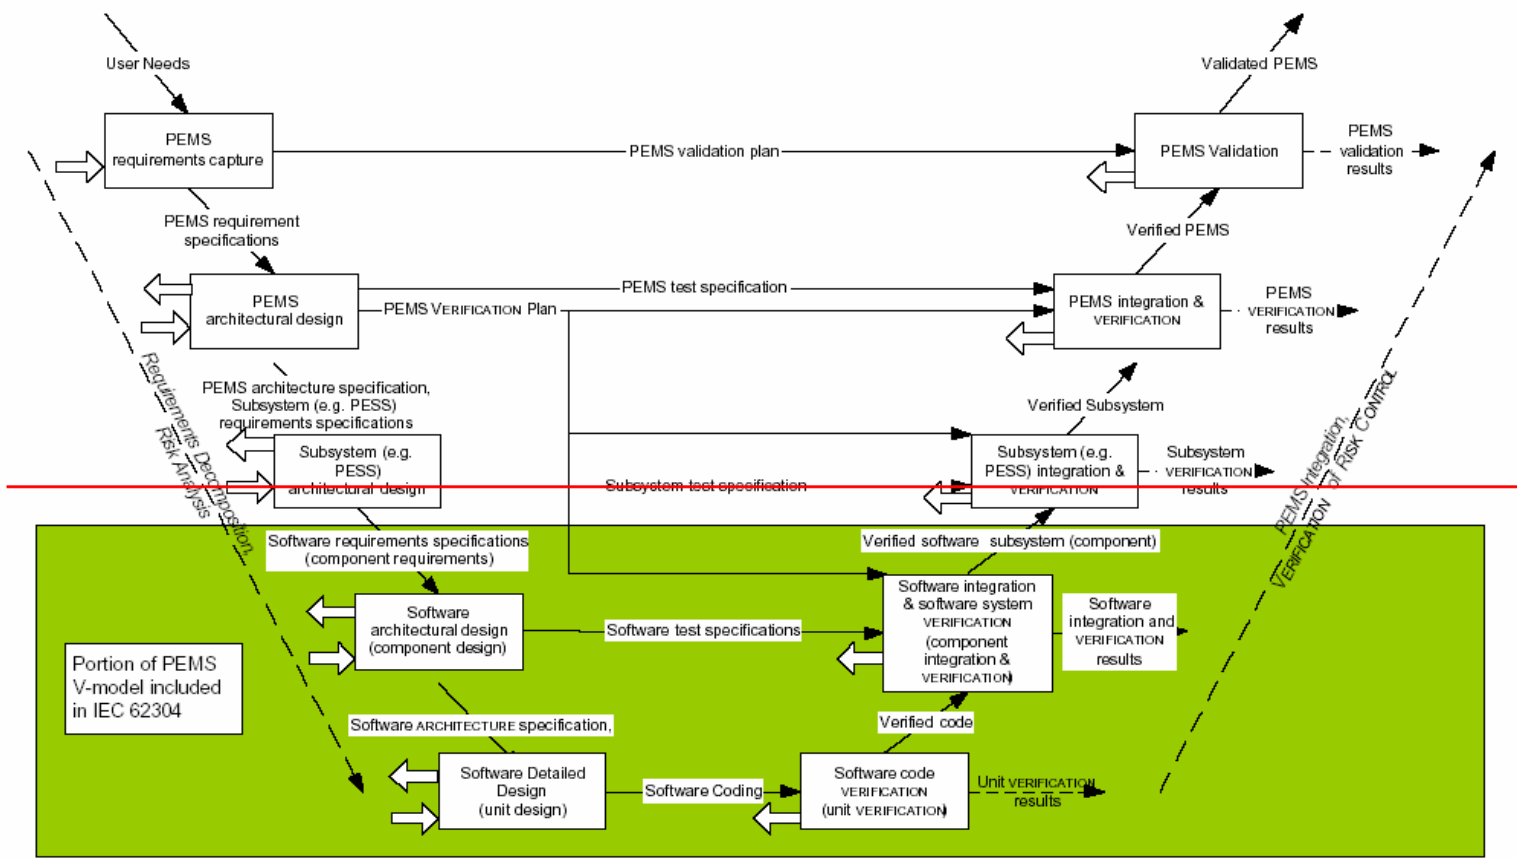 User Needs
Validated PEMS
PEMS
requirements capture
PEMS validation plan
PEMS Validation
PEMS
validation
results
PEMS requirement
specifications
Verified PEMS
PEMS
architectural design
PEMS test specification
PEMS VERIFICATION Plan
PEMS integration &
VERIFICATION
PEMS
VERIFICATION
results
PEMS architecture specification,
Subsystem (e.g. PESS)
requirements specifications
Verified Subsystem
Requirements Decomposition,
Risk Analysis
PEMS Integration,
VERIFICATION of RISK CONTROL
Subsystem (e.g.
PESS)
architectural design
Subsystem test specification
Subsystem (e.g.
PESS) integration &
VERIFICATION
Subsystem
VERIFICATION
results
Software requirements specifications
(component requirements)
Verified software subsystem (component)
Software
architectural design
(component design)
Software test specifications
Software integration
& software system
VERIFICATION
(component
integration &
VERIFICATION)
Software
integration and
VERIFICATION
results
Portion of PEMS
V-model included
in IEC 62304
Software ARCHITECTURE specification,
Verified code
Software Detailed
Design
(unit design)
Software Coding
Software code
VERIFICATION
(unit VERIFICATION)
Unit VERIFICATION
results